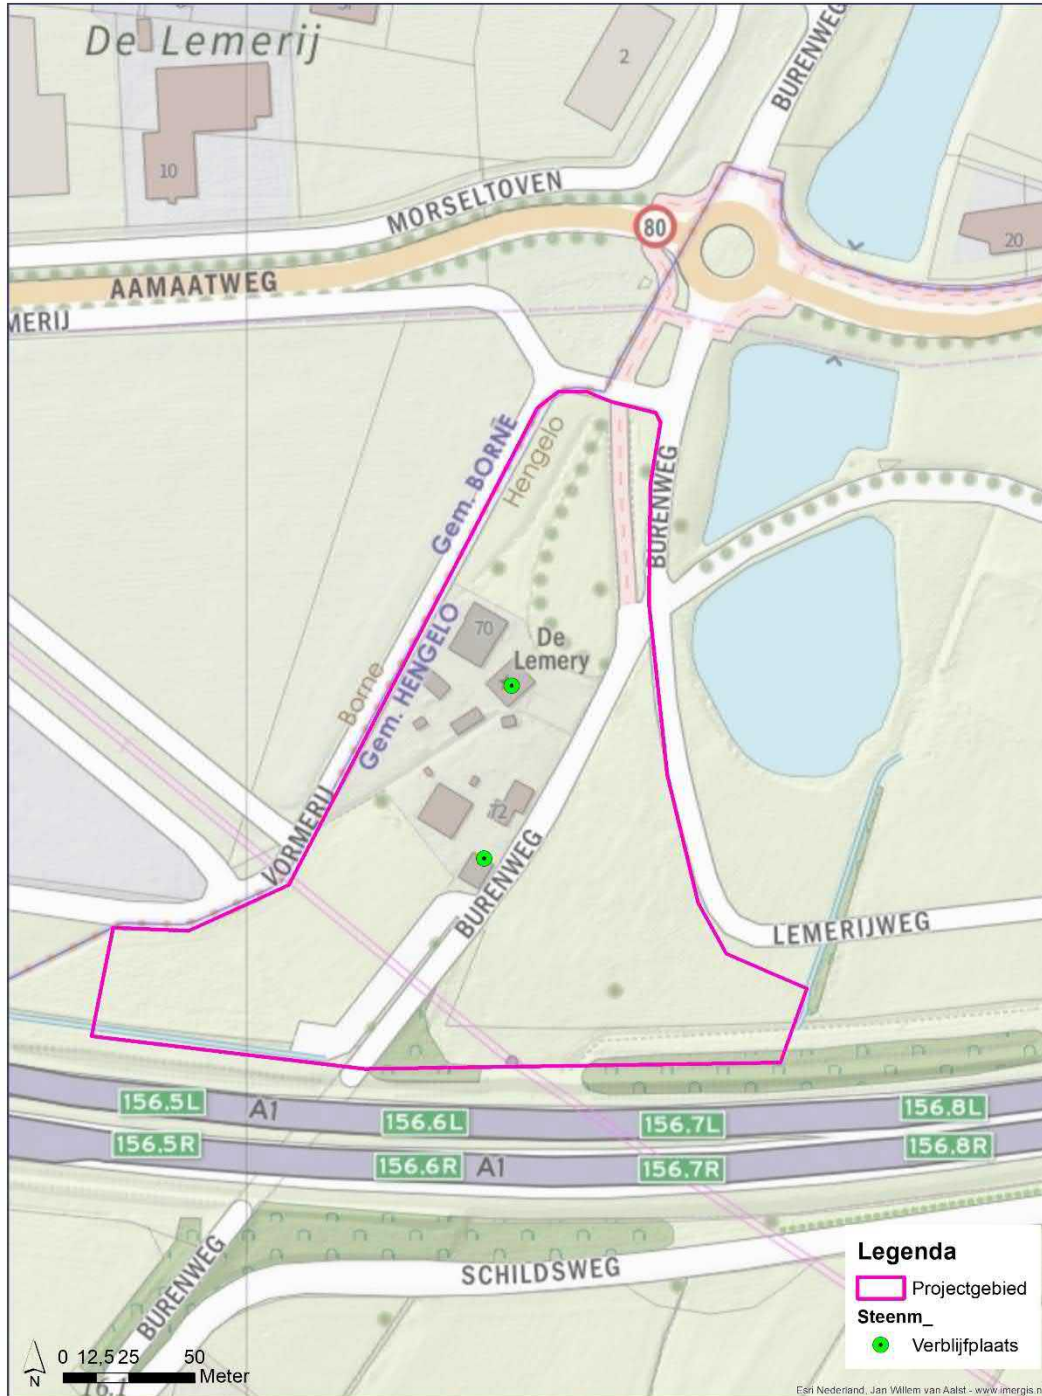 De Lemerij
2
10
BURENWEG
MORSELTOVEN
80
20
AAMAATWEG
MERIJ
Gem. BORNE
Hengelo
BURENWEG
Gem. HENGELO
Borne
70
De
Lemery
72
VORMERIJ
BURENWEG
LEMERIJWEG
156.5L
A1
156.6L
156.7L
156.8L
156.5R
156.6R
A1
156.7R
156.8R
BURENWEG
SCHILDSWEG
Legenda
Projectgebied
Steenm_
Verblijfplaats
N
0 12,5 25 50
Meter
16.1
Esri Nederland, Jan Willem van Aalst - www.imergis.n